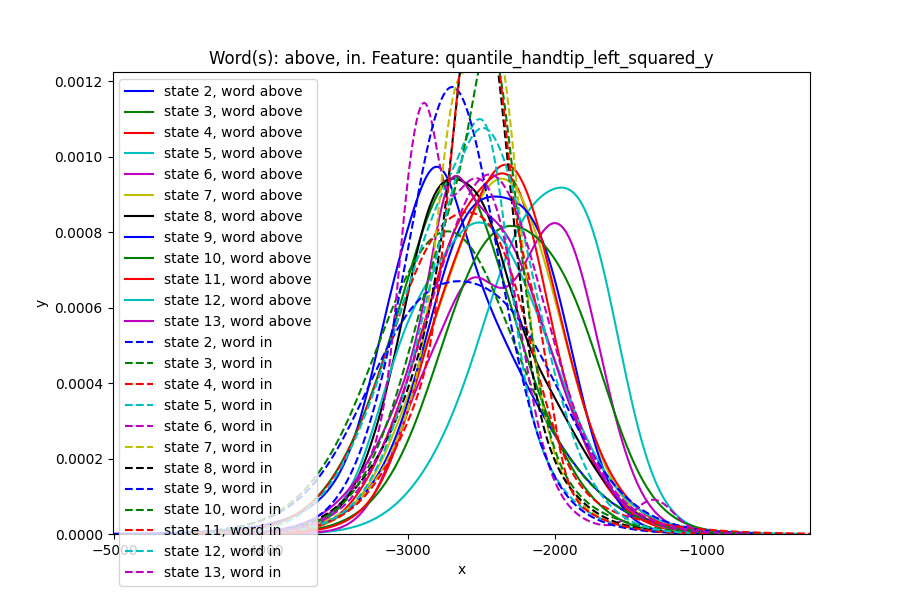 Word(s): above, in. Feature: quantile_handtip_left_squared_y
0.0012
0.0010
0.0008
0.0006
0.0004
0.0002
0.0000
y
state 2, word above
state 3, word above
state 4, word above
state 5, word above
state 6, word above
state 7, word above
state 8, word above
state 9, word above
state 10, word above
state 11, word above
state 12, word above
state 13, word above
state 2, word in
state 3, word in
state 4, word in
state 5, word in
state 6, word in
state 7, word in
state 8, word in
state 9, word in
state 10, word in
state 11, word in
state 12, word in
state 13, word in
−5000 −4000 −3000 −2000 −1000
x